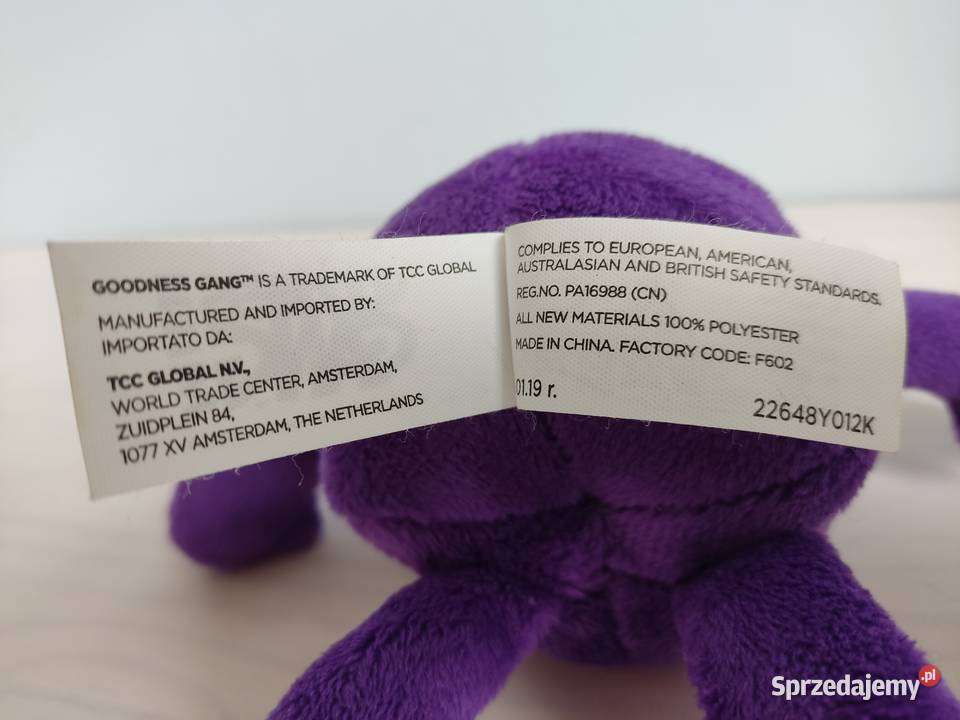 GOODNESS GANG™ IS A TRADEMARK OF TCC GLOBAL
MANUFACTURED AND IMPORTED BY:
IMPORTATO DA:
TCC GLOBAL N.V.,
WORLD TRADE CENTER, AMSTERDAM,
ZUIDPLEIN 84,
1077 XV AMSTERDAM, THE NETHERLANDS
COMPLIES TO EUROPEAN, AMERICAN,
AUSTRALASIAN AND BRITISH SAFETY STANDARDS.
REG.NO. PA16988 (CN)
ALL NEW MATERIALS 100% POLYESTER
MADE IN CHINA. FACTORY CODE: F602
01.19 r.
22648Y012K
Sprzedajemy.pl